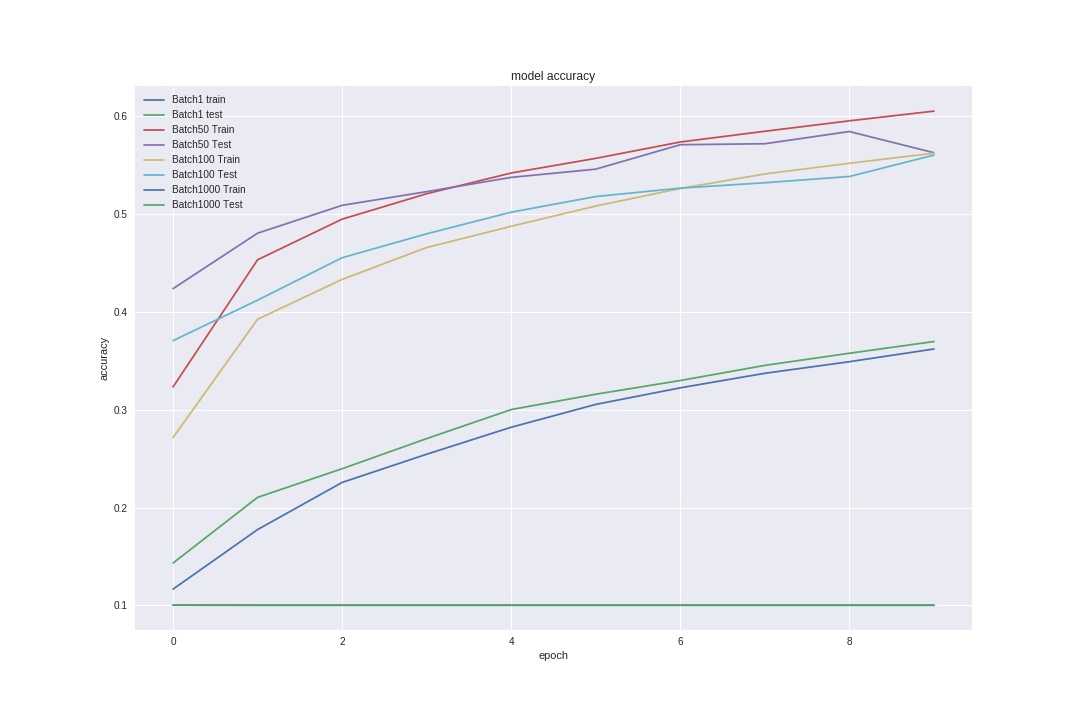 model accuracy
Batch1 train
Batch1 test
Batch50 Train
Batch50 Test
Batch100 Train
Batch100 Test
Batch1000 Train
Batch1000 Test
0.6
0.5
0.4
0.3
0.2
0.1
accuracy
0 2 4 6 8
epoch